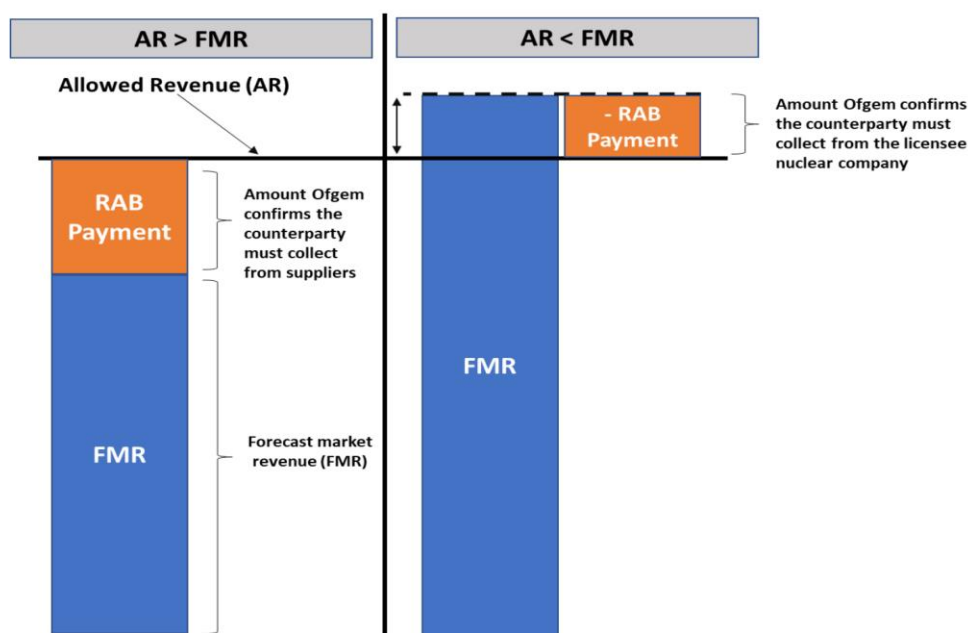 AR > FMR
Allowed Revenue (AR)
RAB
Payment
Amount Ofgem
confirms the
counterparty
must collect
from suppliers
FMR
Forecast market
revenue (FMR)
AR < FMR
- RAB
Payment
Amount Ofgem confirms
the counterparty must
collect from the licensee
nuclear company
FMR